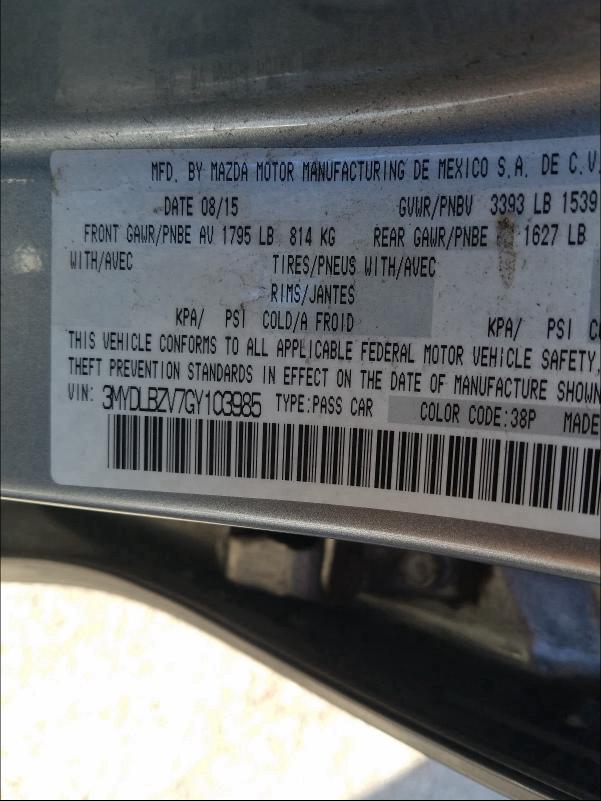 MFD. BY MAZDA MOTOR MANUFACTURING DE MEXICO S.A. DE C.V.
DATE 08/15 GVWR/PNBV 3393 LB 1539
FRONT GAWR/PNBE AV 1795 LB 814 KG REAR GAWR/PNBE 1627 LB
WITH/AVEC TIRES/PNEUS WITH/AVEC
RIMS/JANTES
KPA/ PSI COLD/A FROID KPA/ PSI
THIS VEHICLE CONFORMS TO ALL APPLICABLE FEDERAL MOTOR VEHICLE SAFETY,
THEFT PREVENTION STANDARDS IN EFFECT ON THE DATE OF MANUFACTURE SHOWN
VIN: 3MYDLBZV7GY103985 TYPE:PASS CAR COLOR CODE:38P MADE